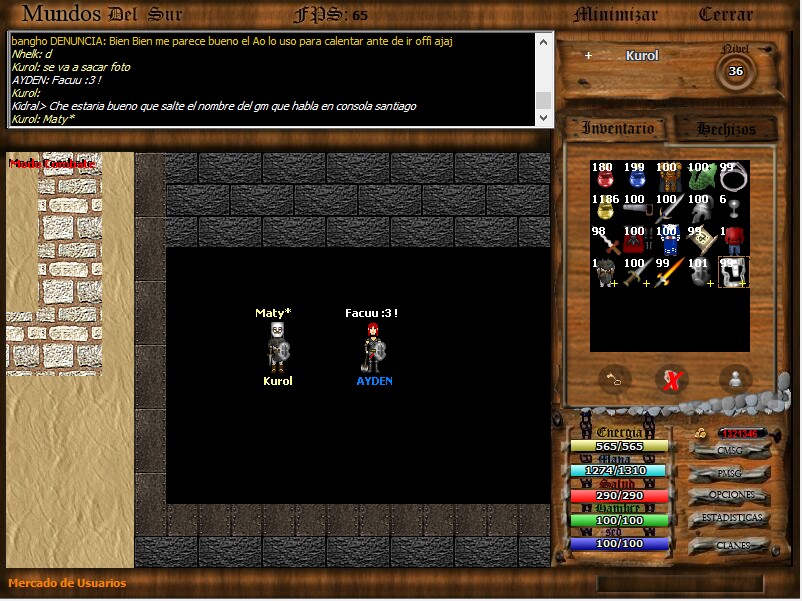 Mundos Del Sur FPS: 65 Minimizar Cerrar
bangho DENUNCIA: Bien Bien me parece bueno el Ao lo uso para calentar ante de ir offi ajaj
Nhelk: d
Kurol: se va a sacar foto
AYDEN: Facuu :3 !
Kurol:
Kidral> Che estaria bueno que salte el nombre del gm que habla en consola santiago
Kurol: Maty*
+ Kurol
Nivel
36
Inventario Hechizos
Modo Combate
180 199 100 100 99
1186 100 100 100 6
98 100 100 99 1
1 100 99 101 99
+ + + + +
Maty* Facuu :3 !
Kurol AYDEN
Energia
565/565
Mana
1274/1310
Salud
290/290
Hambre
100/100
Sed
100/100
1321346
CMSG
PMSG
OPCIONES
ESTADISTICAS
CLANES
Mercado de Usuarios